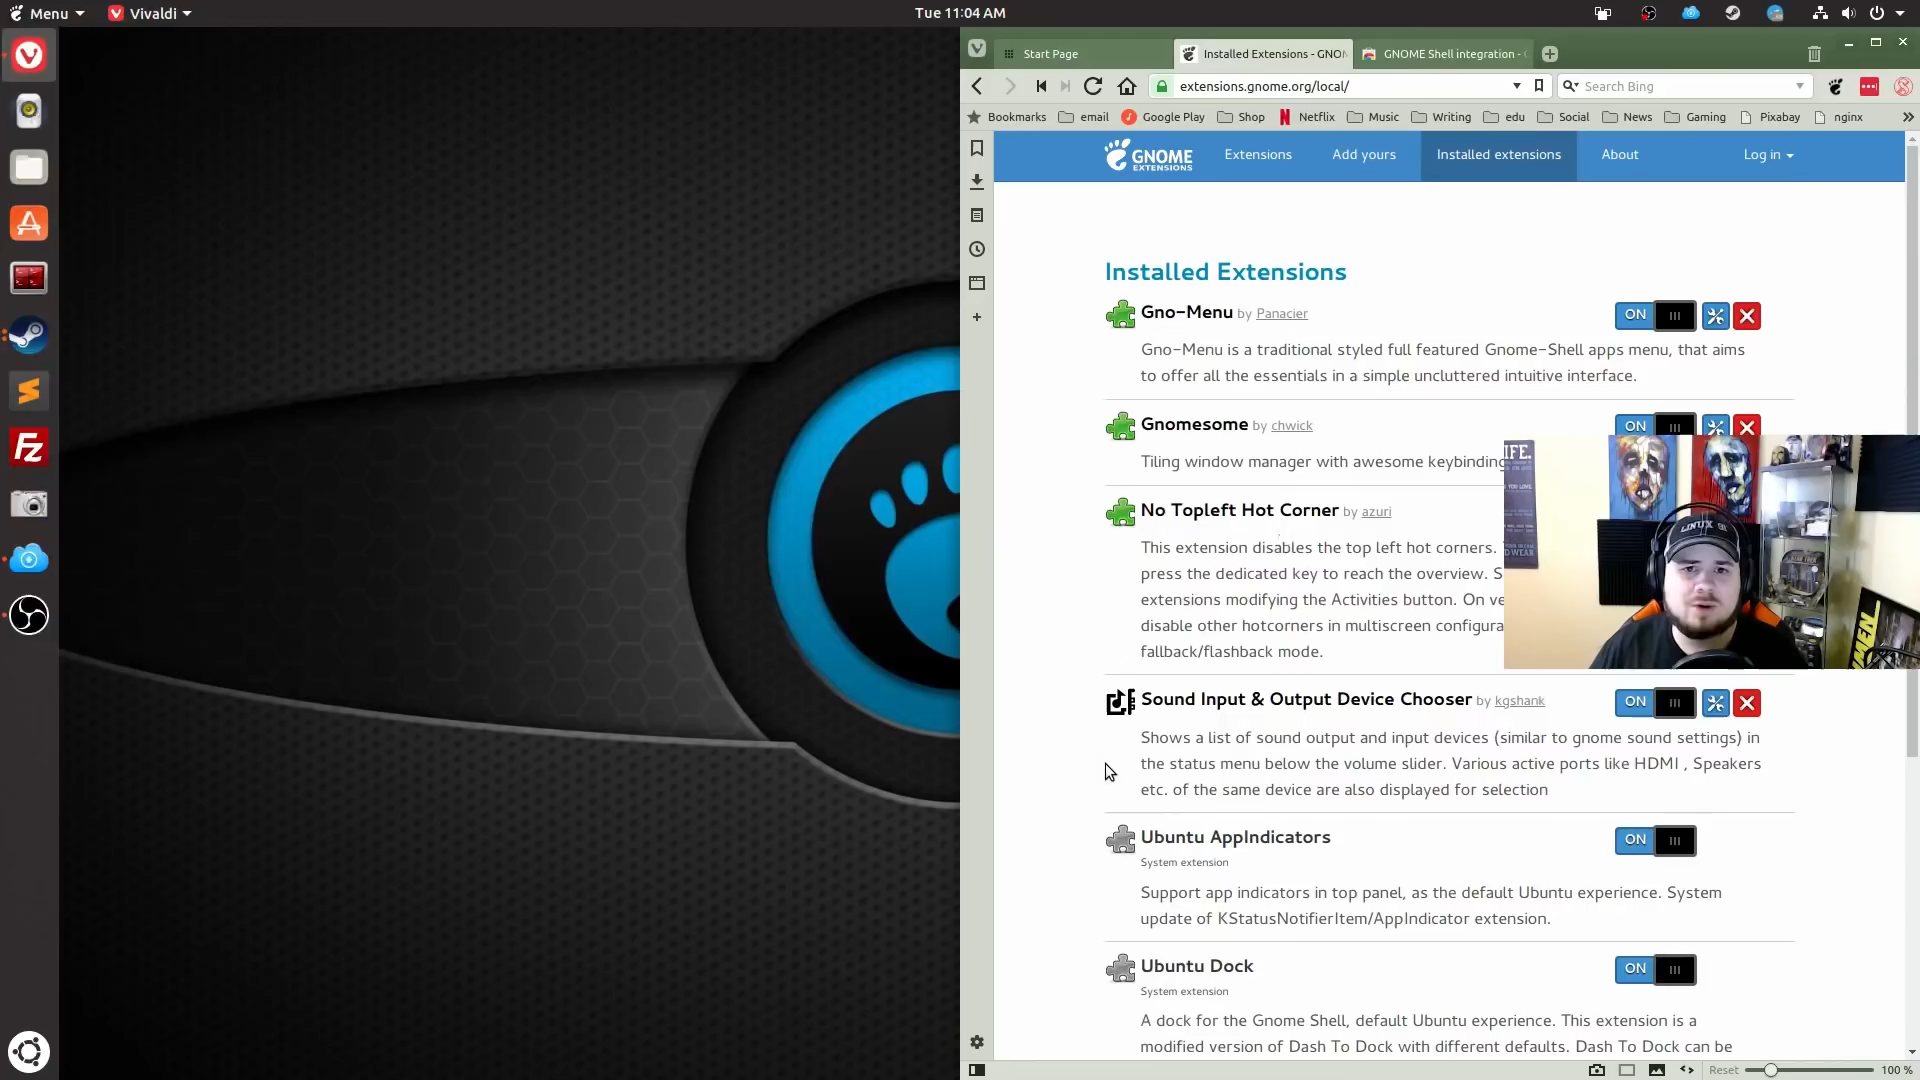 Menu
Vivaldi
Tue 11:04 AM
Start Page
Installed Extensions - GNOM
GNOME Shell integration -
extensions.gnome.org/local/
Search Bing
Bookmarks
email
Google Play
Shop
Netflix
Music
Writing
edu
Social
News
Gaming
Pixabay
nginx
GNOME
EXTENSIONS
Extensions
Add yours
Installed extensions
About
Log in
Installed Extensions
Gno-Menu by Panacier
ON
Gno-Menu is a traditional styled full featured Gnome-Shell apps menu, that aims
to offer all the essentials in a simple uncluttered intuitive interface.
Gnomesome by chwick
ON
Tiling window manager with awesome keybinding
No Topleft Hot Corner by azuri
This extension disables the top left hot corners.
press the dedicated key to reach the overview. S
extensions modifying the Activities button. On ve
disable other hotcorners in multiscreen configura
fallback/flashback mode.
IFE.
LINUX
Sound Input & Output Device Chooser by kgshank
ON
Shows a list of sound output and input devices (similar to gnome sound settings) in
the status menu below the volume slider. Various active ports like HDMI , Speakers
etc. of the same device are also displayed for selection
Ubuntu AppIndicators
ON
System extension
Support app indicators in top panel, as the default Ubuntu experience. System
update of KStatusNotifierItem/AppIndicator extension.
Ubuntu Dock
ON
System extension
A dock for the Gnome Shell, default Ubuntu experience. This extension is a
modified version of Dash To Dock with different defaults. Dash To Dock can be
Reset
100 %